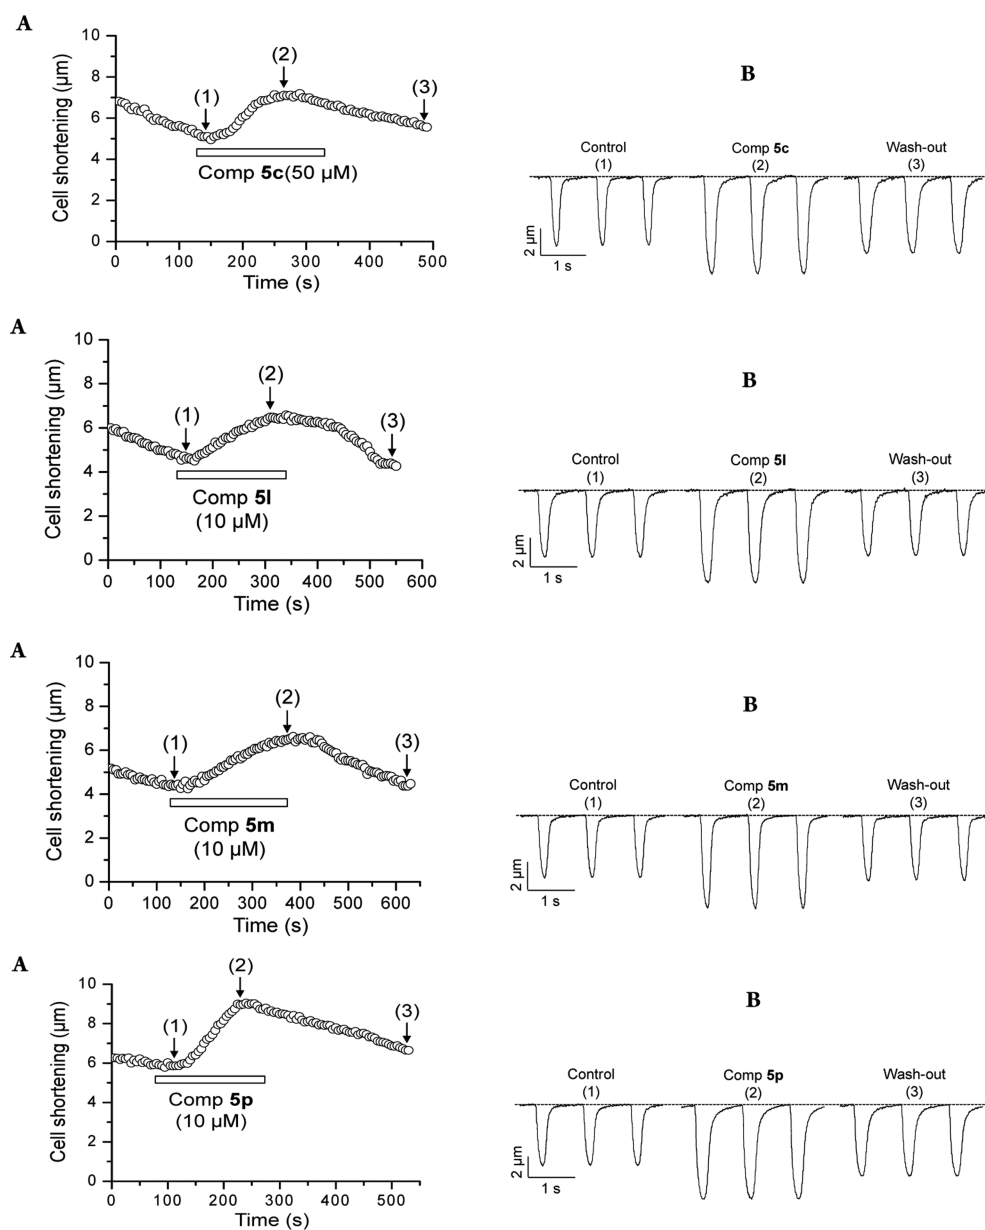 A
10
8
6
4
2
0
Cell shortening (µm)
(1)
(2)
(3)
Comp 5c(50 µM)
0 100 200 300 400 500
Time (s)
B
Control
(1)
Comp 5c
(2)
Wash-out
(3)
2 µm
1 s
A
10
8
6
4
2
0
Cell shortening (µm)
(1)
(2)
(3)
Comp 5l
(10 µM)
0 100 200 300 400 500 600
Time (s)
B
Control
(1)
Comp 5l
(2)
Wash-out
(3)
2 µm
1 s
A
10
8
6
4
2
0
Cell shortening (µm)
(1)
(2)
(3)
Comp 5m
(10 µM)
0 100 200 300 400 500 600
Time (s)
B
Control
(1)
Comp 5m
(2)
Wash-out
(3)
2 µm
1 s
A
10
8
6
4
2
0
Cell shortening (µm)
(1)
(2)
(3)
Comp 5p
(10 µM)
0 100 200 300 400 500
Time (s)
B
Control
(1)
Comp 5p
(2)
Wash-out
(3)
2 µm
1 s